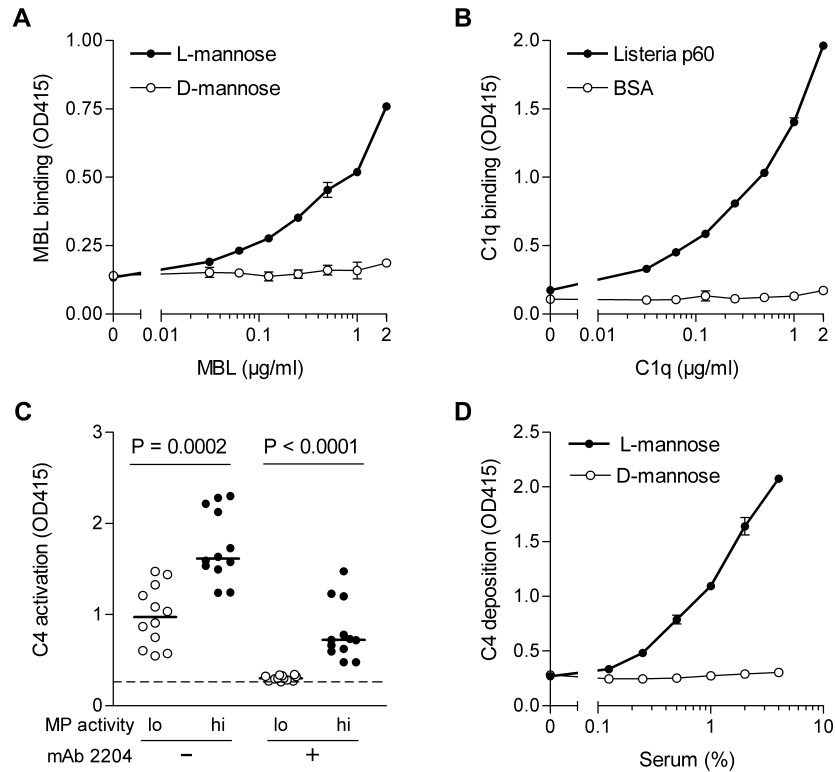 A
L-mannose
D-mannose
MBL binding (OD415)
1.00
0.75
0.50
0.25
0.00
0 0.01 0.1 1 2
MBL (µg/ml)
B
Listeria p60
BSA
C1q binding (OD415)
2.0
1.5
1.0
0.5
0.0
0 0.01 0.1 1 2
C1q (µg/ml)
C
P = 0.0002 P < 0.0001
C4 activation (OD415)
3
2
1
0
MP activity lo hi lo hi
mAb 2204 – +
D
L-mannose
D-mannose
C4 deposition (OD415)
2.5
2.0
1.5
1.0
0.5
0.0
0 0.1 1 10
Serum (%)